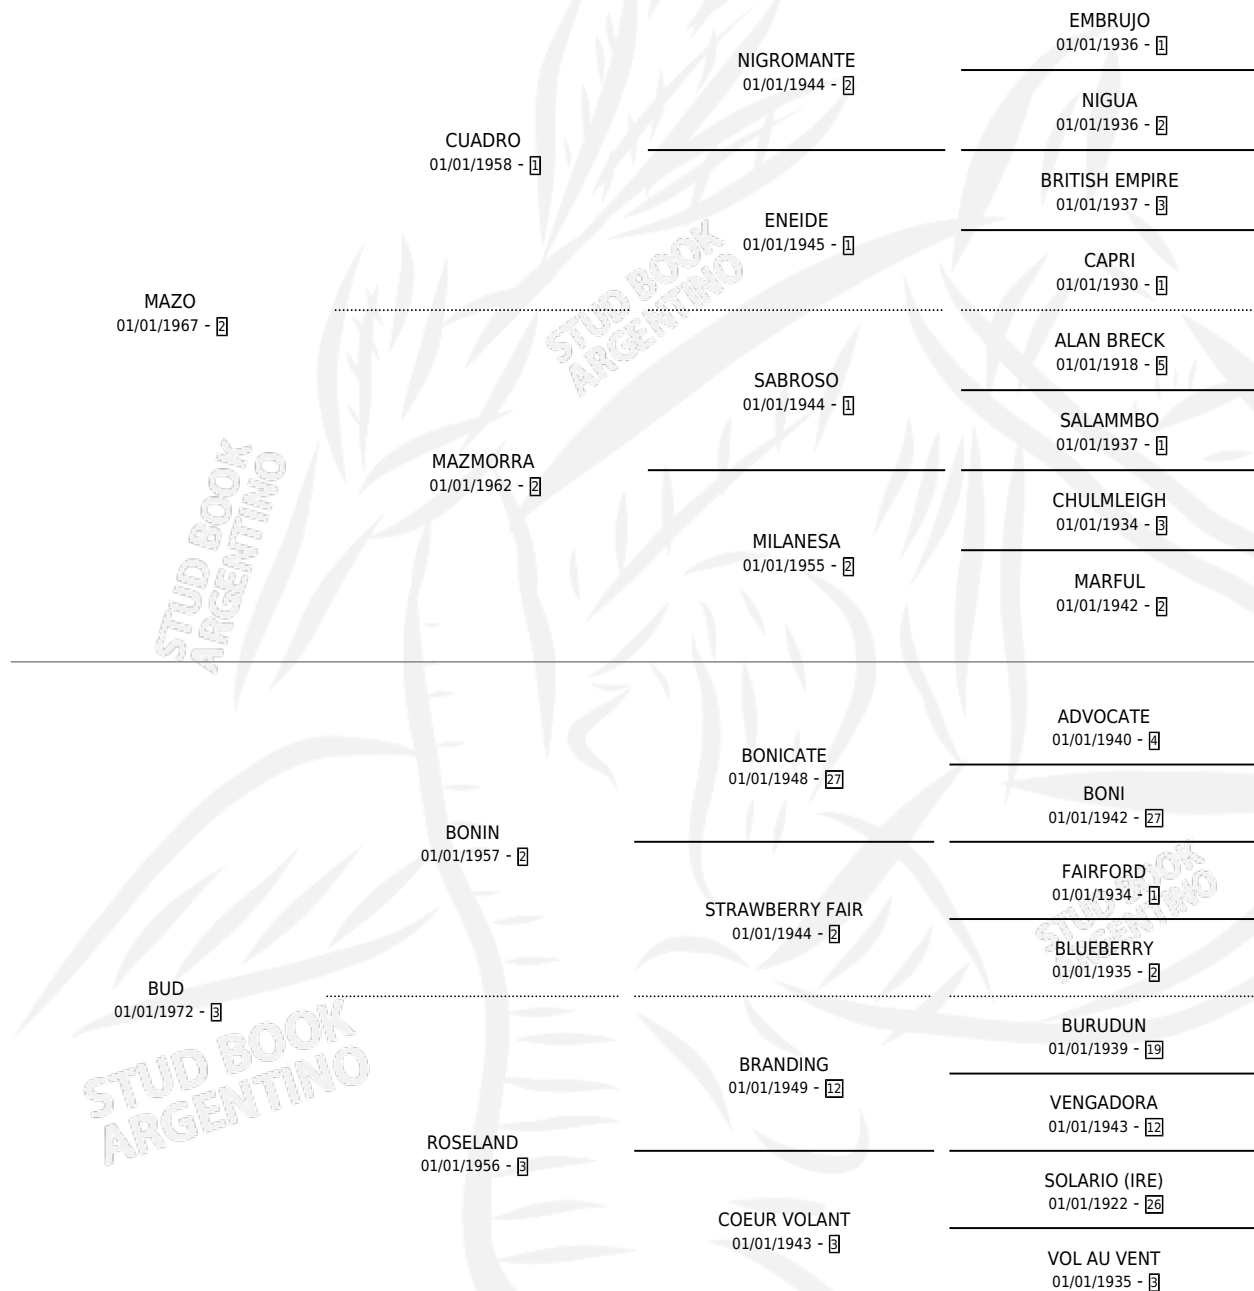 EMBRUJO
01/01/1936 - 1
NIGROMANTE
01/01/1944 - 2
NIGUA
01/01/1936 - 2
CUADRO
01/01/1958 - 1
BRITISH EMPIRE
01/01/1937 - 3
ENEIDE
01/01/1945 - 1
CAPRI
01/01/1930 - 1
MAZO
01/01/1967 - 2
ALAN BRECK
01/01/1918 - 5
SABROSO
01/01/1944 - 1
SALAMMBO
01/01/1937 - 1
MAZMORRA
01/01/1962 - 2
CHULMLEIGH
01/01/1934 - 3
MILANESA
01/01/1955 - 2
MARFUL
01/01/1942 - 2
STUD BOOK
ARGENTINO
STUD BOOK
ARGENTINO
ADVOCATE
01/01/1940 - 4
BONICATE
01/01/1948 - 27
BONI
01/01/1942 - 27
BONIN
01/01/1957 - 2
FAIRFORD
01/01/1934 - 1
STRAWBERRY FAIR
01/01/1944 - 2
BLUEBERRY
01/01/1935 - 2
STUD BOOK
ARGENTINO
BUD
01/01/1972 - 3
BURUDUN
01/01/1939 - 19
BRANDING
01/01/1949 - 12
VENGADORA
01/01/1943 - 12
STUD BOOK
ARGENTINO
ROSELAND
01/01/1956 - 3
SOLARIO (IRE)
01/01/1922 - 26
COEUR VOLANT
01/01/1943 - 3
VOL AU VENT
01/01/1935 - 3